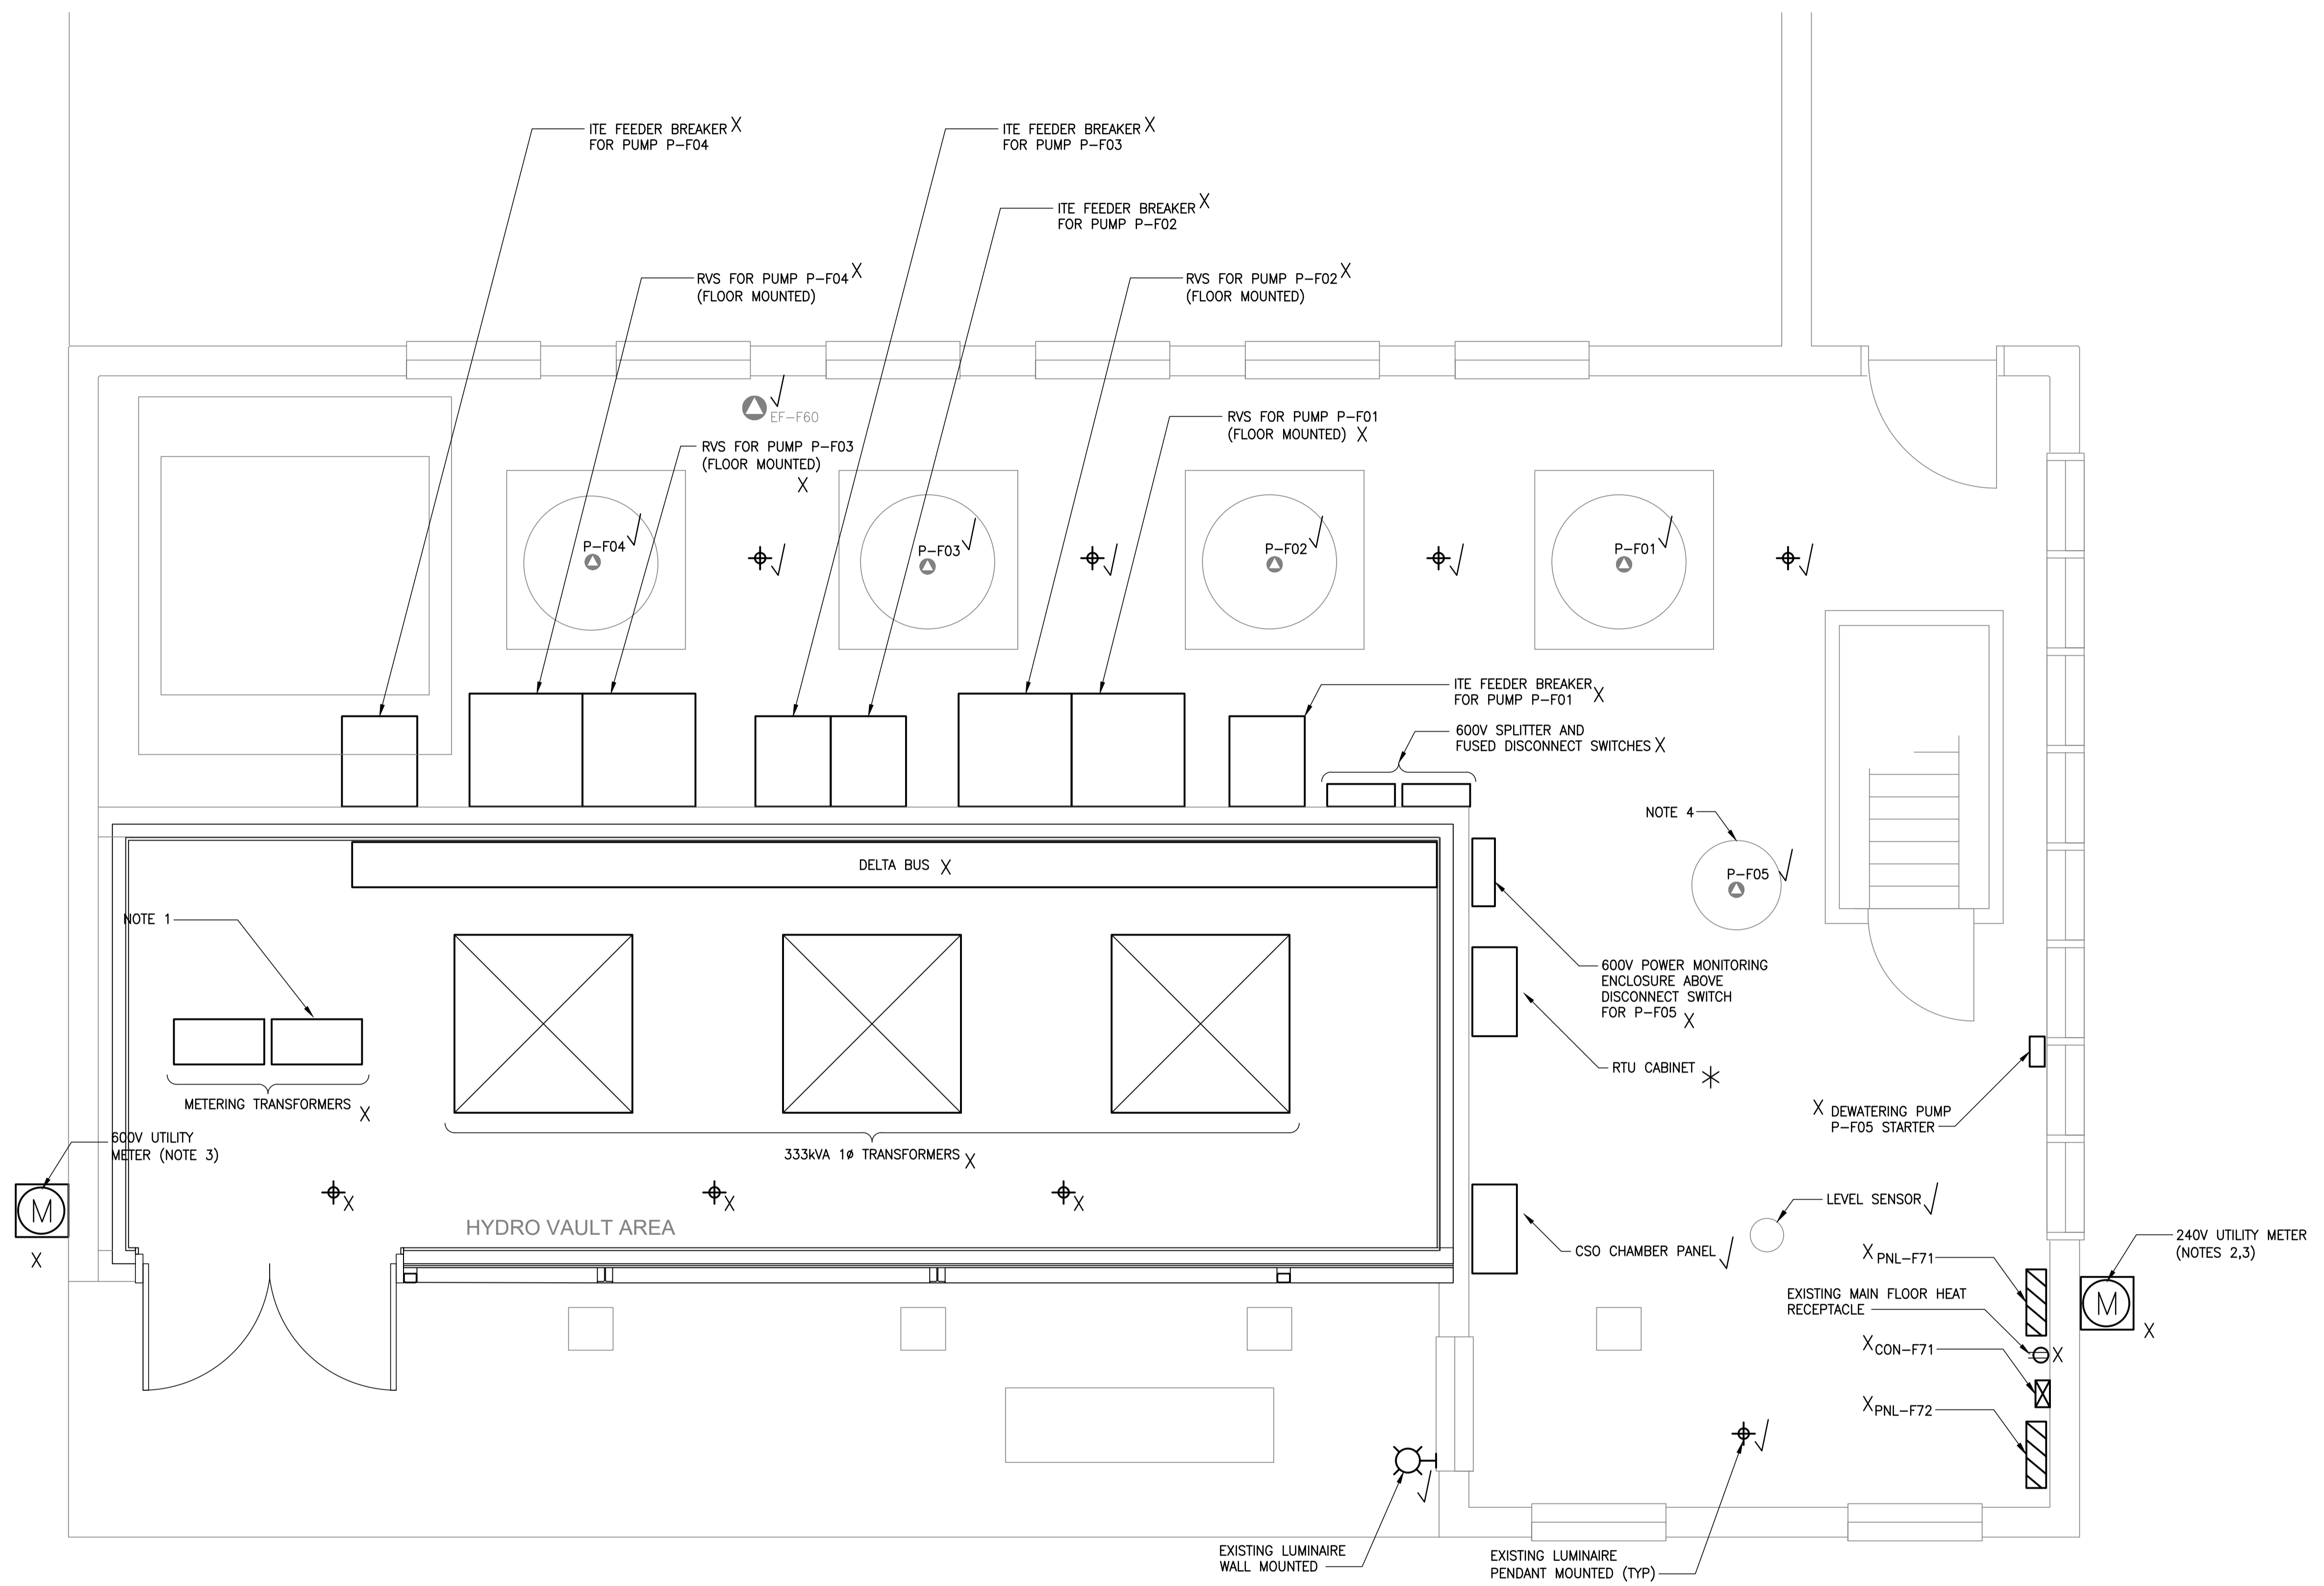 ITE FEEDER BREAKER X
FOR PUMP P-F04
ITE FEEDER BREAKER X
FOR PUMP P-F03
ITE FEEDER BREAKER X
FOR PUMP P-F02
RVS FOR PUMP P-F04 X
(FLOOR MOUNTED)
RVS FOR PUMP P-F02 X
(FLOOR MOUNTED)
EF-F60
RVS FOR PUMP P-F01
(FLOOR MOUNTED) X
RVS FOR PUMP P-F03
(FLOOR MOUNTED)
X
P-F04
P-F03
P-F02
P-F01
ITE FEEDER BREAKER
FOR PUMP P-F01 X
600V SPLITTER AND
FUSED DISCONNECT SWITCHES X
NOTE 4
DELTA BUS X
P-F05
NOTE 1
600V POWER MONITORING
ENCLOSURE ABOVE
DISCONNECT SWITCH
FOR P-F05 X
RTU CABINET
METERING TRANSFORMERS X
X DEWATERING PUMP
P-F05 STARTER
600V UTILITY
METER (NOTE 3)
333kVA 1ø TRANSFORMERS X
M
X
X
X
X
HYDRO VAULT AREA
LEVEL SENSOR
CSO CHAMBER PANEL
240V UTILITY METER
(NOTES 2,3)
X PNL-F71
M
X
EXISTING MAIN FLOOR HEAT
RECEPTACLE
X
X CON-F71
X PNL-F72
EXISTING LUMINAIRE
WALL MOUNTED
EXISTING LUMINAIRE
PENDANT MOUNTED (TYP)